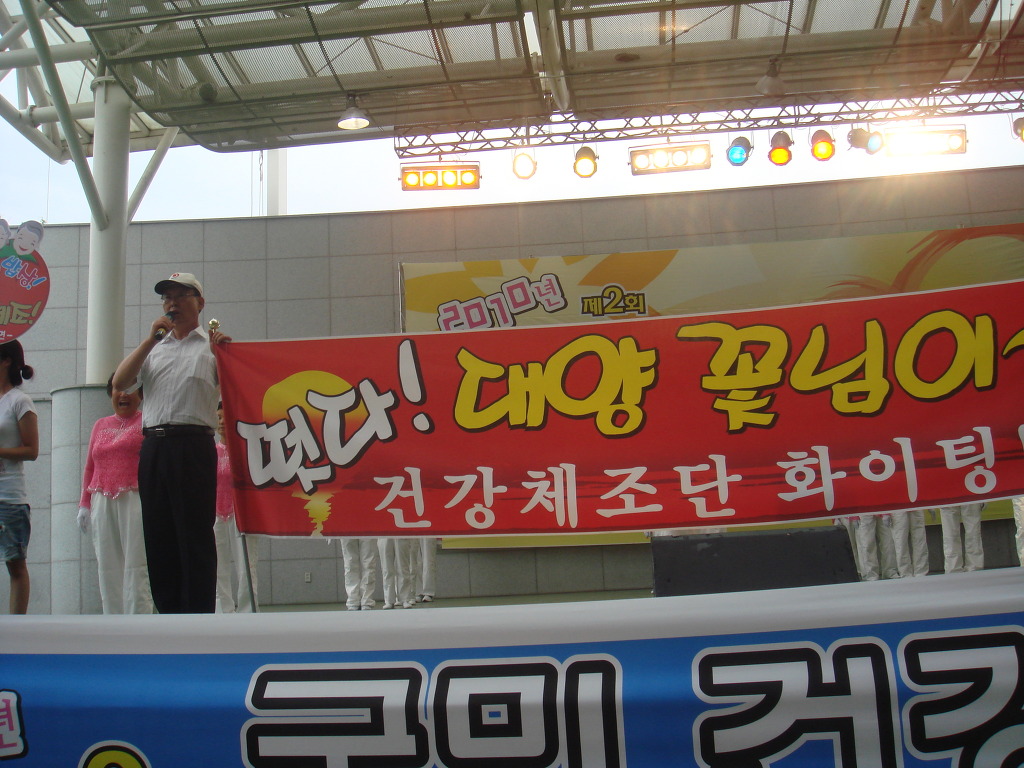 2010년 제2회
떴다! 대양 꽃님이~
건강체조단 화이팅!
년
구미 건강